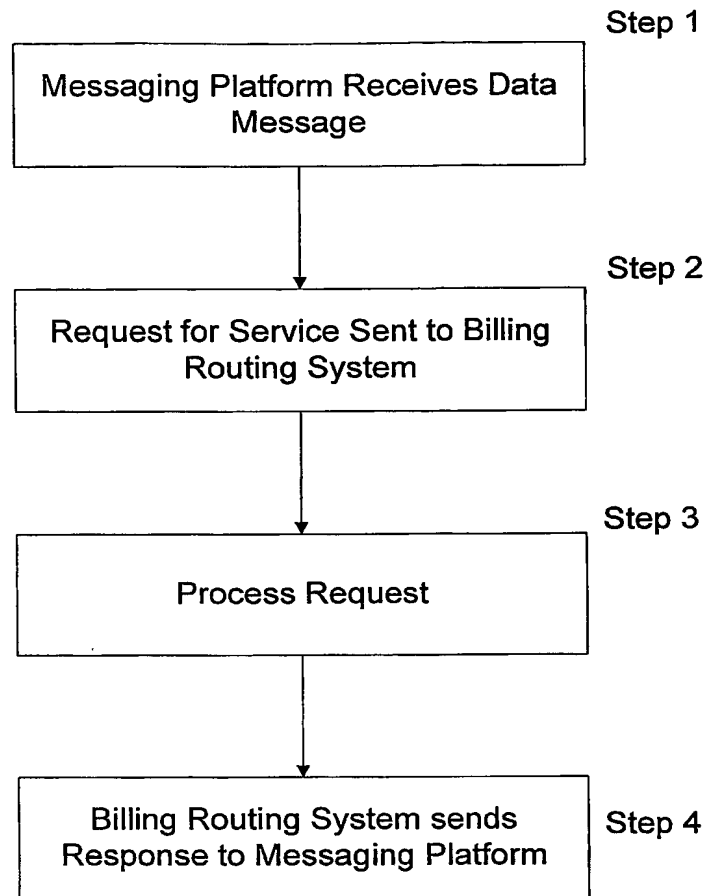 Step 1
Messaging Platform Receives Data
Message
Step 2
Request for Service Sent to Billing
Routing System
Step 3
Process Request
Billing Routing System sends
Response to Messaging Platform
Step 4